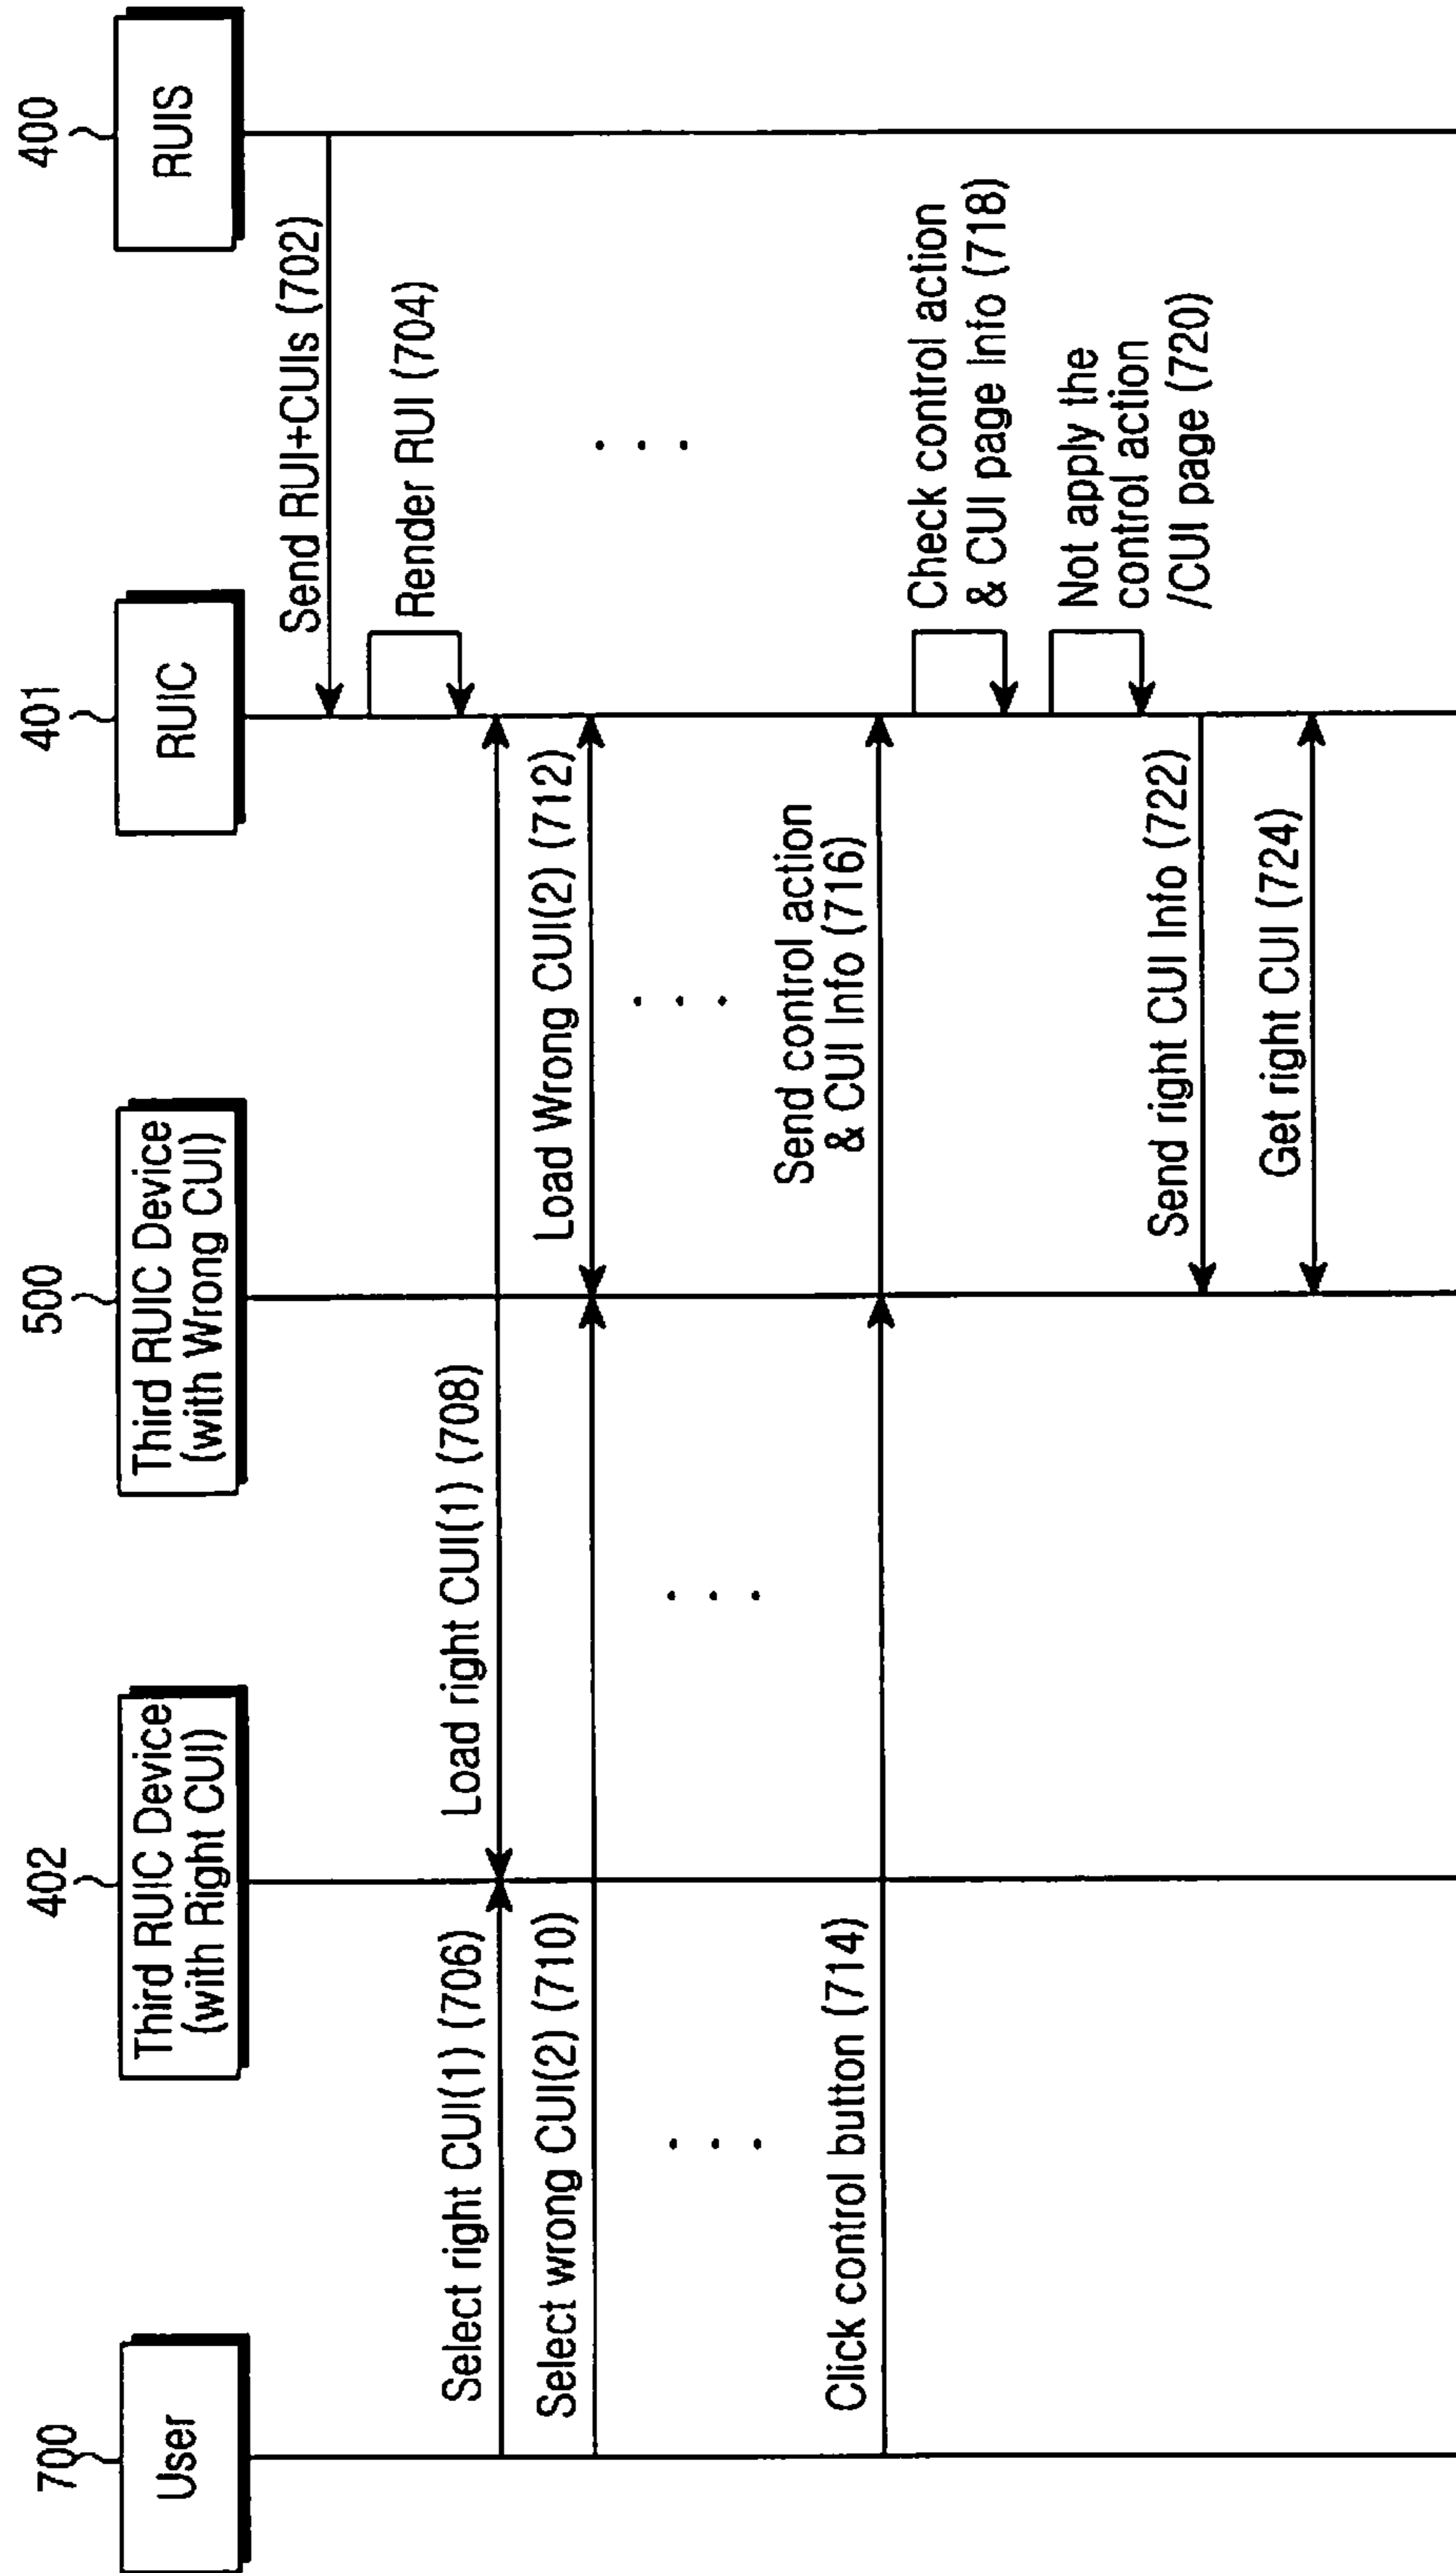 700
User
402
Third RUIC Device
(with Right CUI)
500
Third RUIC Device
(with Wrong CUI)
401
RUIC
400
RUIS
Send RUI+CUIs (702)
Render RUI (704)
Select right CUI(1) (706)
Load right CUI(1) (708)
Select wrong CUI(2) (710)
Load Wrong CUI(2) (712)
. . .
. . .
. . .
. . .
Click control button (714)
Send control action
& CUI Info (716)
Check control action
& CUI page Info (718)
Not apply the
control action
/CUI page (720)
Send right CUI Info (722)
Get right CUI (724)